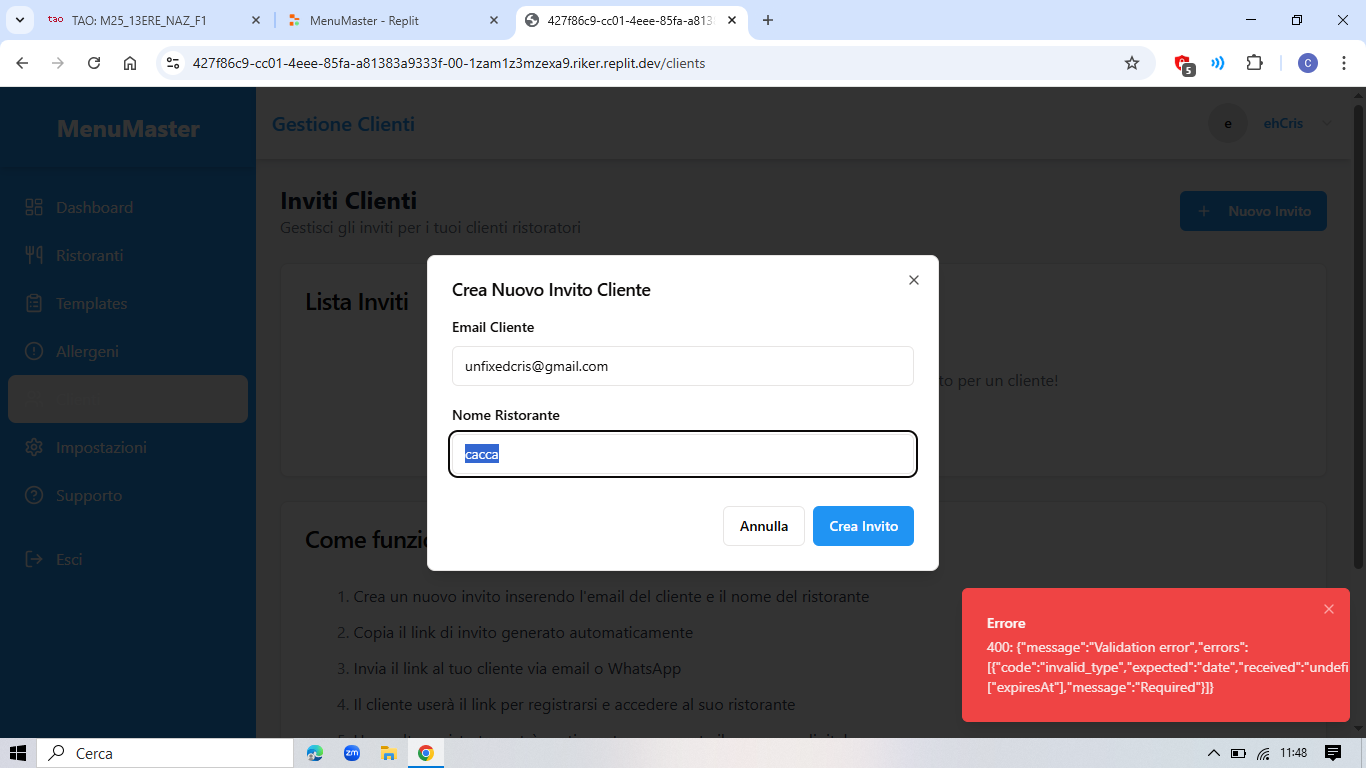 TAO: M25_13ERE_NAZ_F1
MenuMaster - Replit
427f86c9-cc01-4eee-85fa-a813
427f86c9-cc01-4eee-85fa-a81383a9333f-00-1zam1z3mzexa9.riker.replit.dev/clients
5
C
MenuMaster
Gestione Clienti
e
ehCris
Dashboard
Ristoranti
Templates
Allergeni
Impostazioni
Supporto
Esci
Inviti Clienti
Gestisci gli inviti per i tuoi clienti ristoratori
+ Nuovo Invito
Lista Inviti
to per un cliente!
Crea Nuovo Invito Cliente
Email Cliente
unfixedcris@gmail.com
Nome Ristorante
cacca
Annulla
Crea Invito
Come funzio
1. Crea un nuovo invito inserendo l'email del cliente e il nome del ristorante
2. Copia il link di invito generato automaticamente
3. Invia il link al tuo cliente via email o WhatsApp
4. Il cliente userà il link per registrarsi e accedere al suo ristorante
Errore
400: {"message":"Validation error","errors":
[{"code":"invalid_type","expected":"date","received":"undefi
["expiresAt"],"message":"Required"}]}
Cerca
zm
11:48